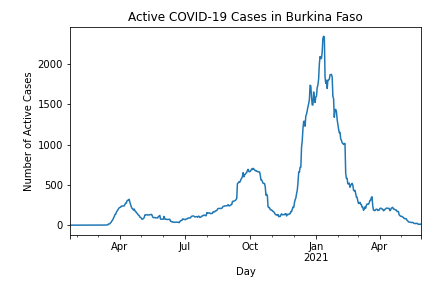 Active COVID-19 Cases in Burkina Faso
Number of Active Cases
2000
1500
1000
500
0
Apr
Jul
Oct
Jan
2021
Apr
Day